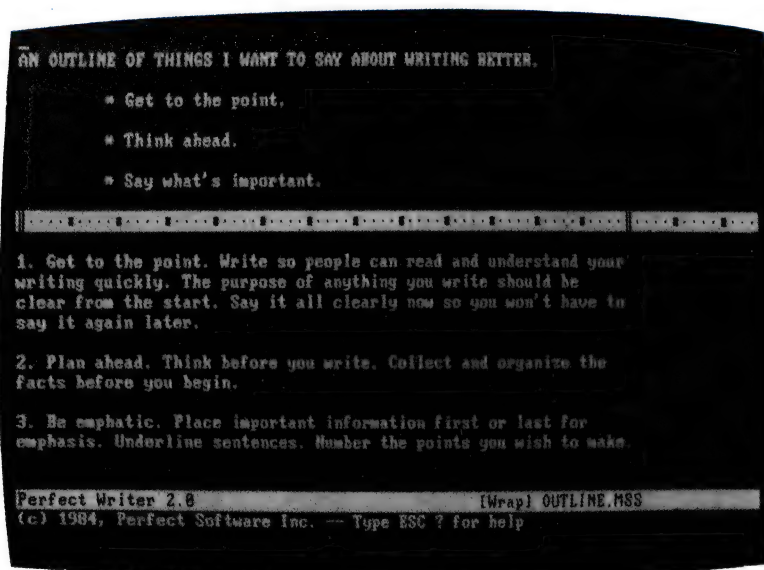 AN OUTLINE OF THINGS I WANT TO SAY ABOUT WRITING BETTER.
* Get to the point.
* Think ahead.
* Say what's important.
1. Get to the point. Write so people can read and understand your
writing quickly. The purpose of anything you write should be
clear from the start. Say it all clearly now so you won't have to
say it again later.
2. Plan ahead. Think before you write. Collect and organize the
facts before you begin.
3. Be emphatic. Place important information first or last for
emphasis. Underline sentences. Number the points you wish to make.
Perfect Writer 2.0 [Wrap] OUTLINE.MSS
(c) 1984, Perfect Software Inc. -- Type ESC ? for help